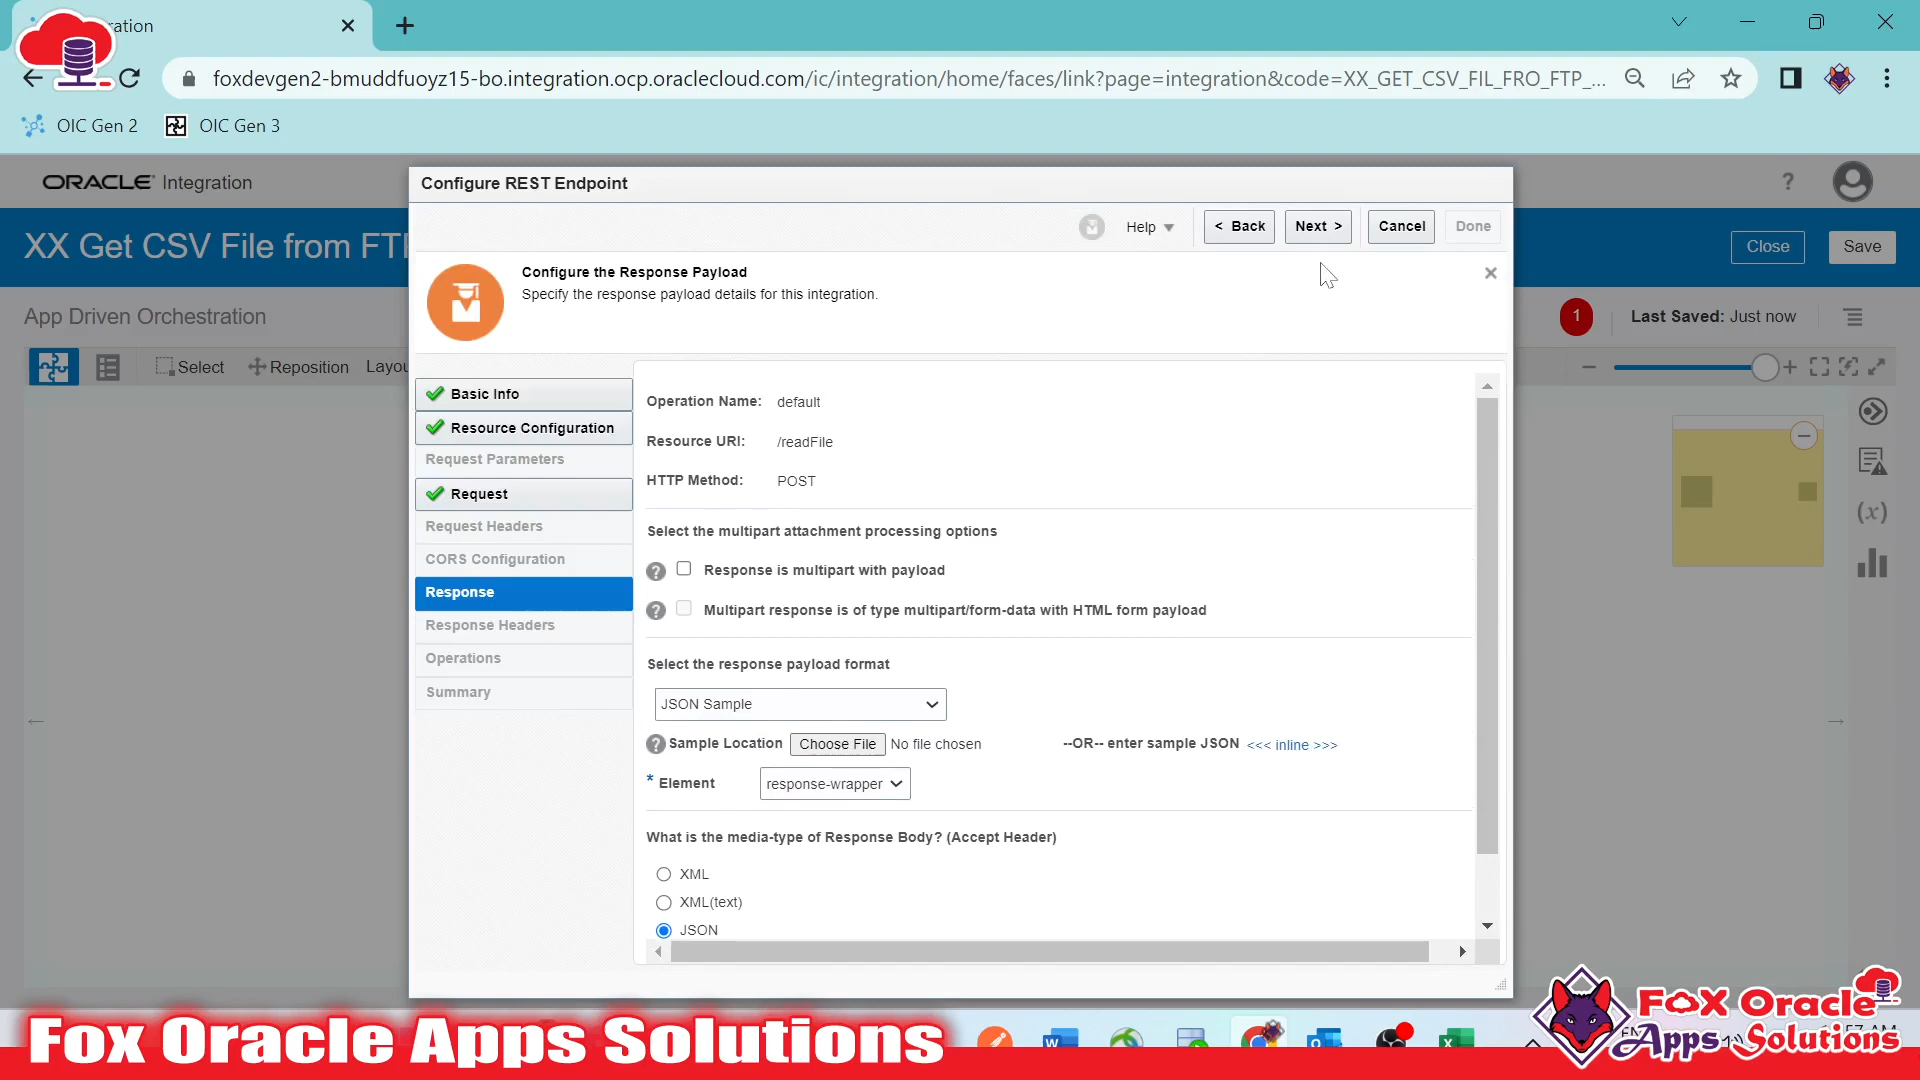 ration
foxdevgen2-bmuddfuoyz15-bo.integration.ocp.oraclecloud.com/ic/integration/home/faces/link?page=integration&code=XX_GET_CSV_FIL_FRO_FTP_...
OIC Gen 2
OIC Gen 3
ORACLE Integration
?
Configure REST Endpoint
Help
< Back
Next >
Cancel
Done
XX Get CSV File from FT
Close
Save
Configure the Response Payload
Specify the response payload details for this integration.
App Driven Orchestration
1
Last Saved: Just now
Select
Reposition
Layou
Basic Info
Resource Configuration
Request Parameters
Request
Request Headers
CORS Configuration
Response
Response Headers
Operations
Summary
Operation Name: default
Resource URI: /readFile
HTTP Method: POST
Select the multipart attachment processing options
? Response is multipart with payload
? Multipart response is of type multipart/form-data with HTML form payload
Select the response payload format
JSON Sample
? Sample Location Choose File No file chosen --OR-- enter sample JSON <<< inline >>>
* Element response-wrapper
What is the media-type of Response Body? (Accept Header)
XML
XML(text)
JSON
(x)
Fox Oracle Apps Solutions
FoX Oracle
Apps Solutions